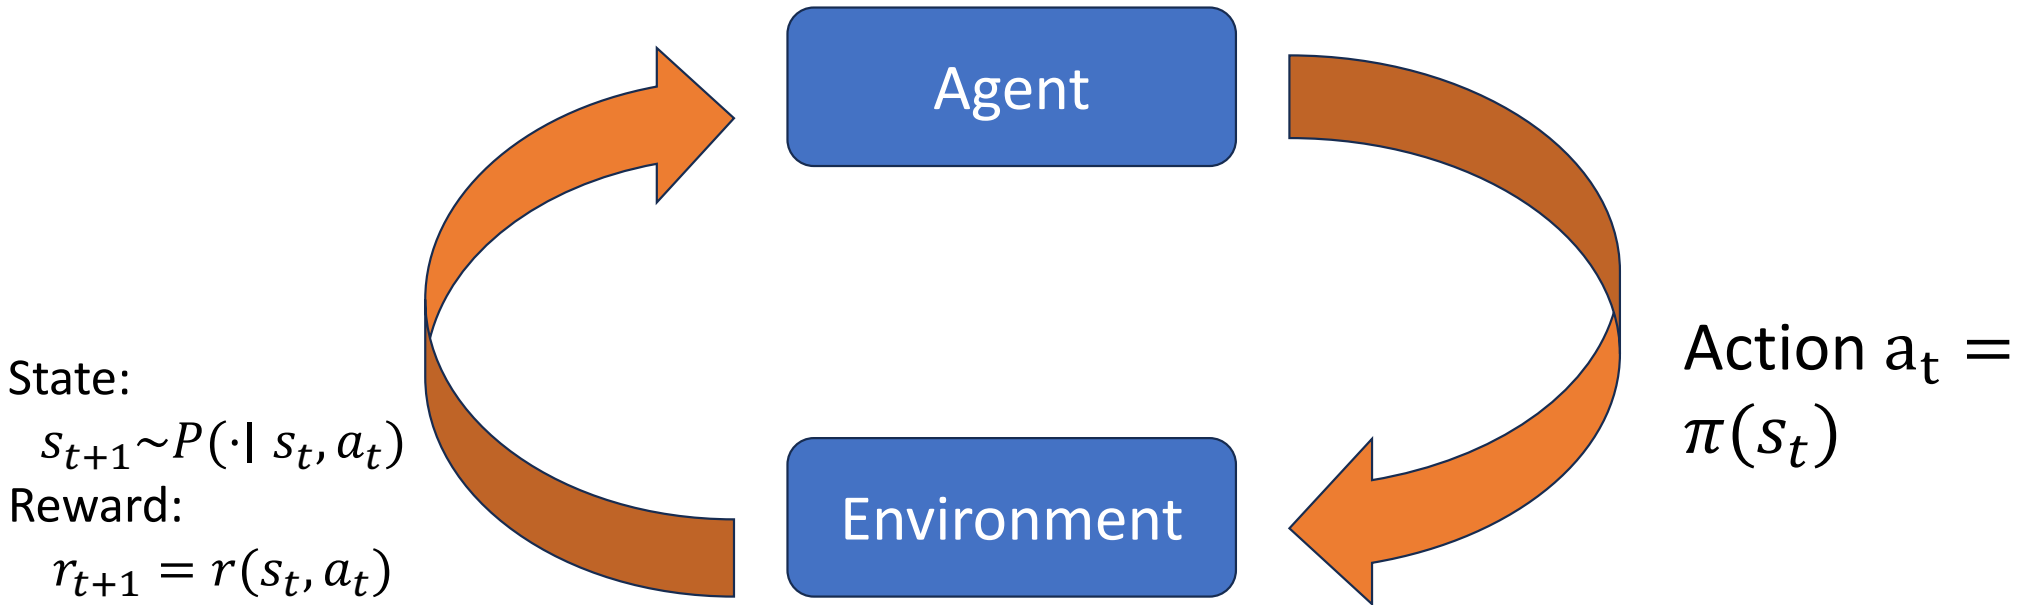 Agent
State:
s_{t+1}~P(·| s_t, a_t)
Reward:
r_{t+1} = r(s_t, a_t)
Environment
Action a_t =
π(s_t)